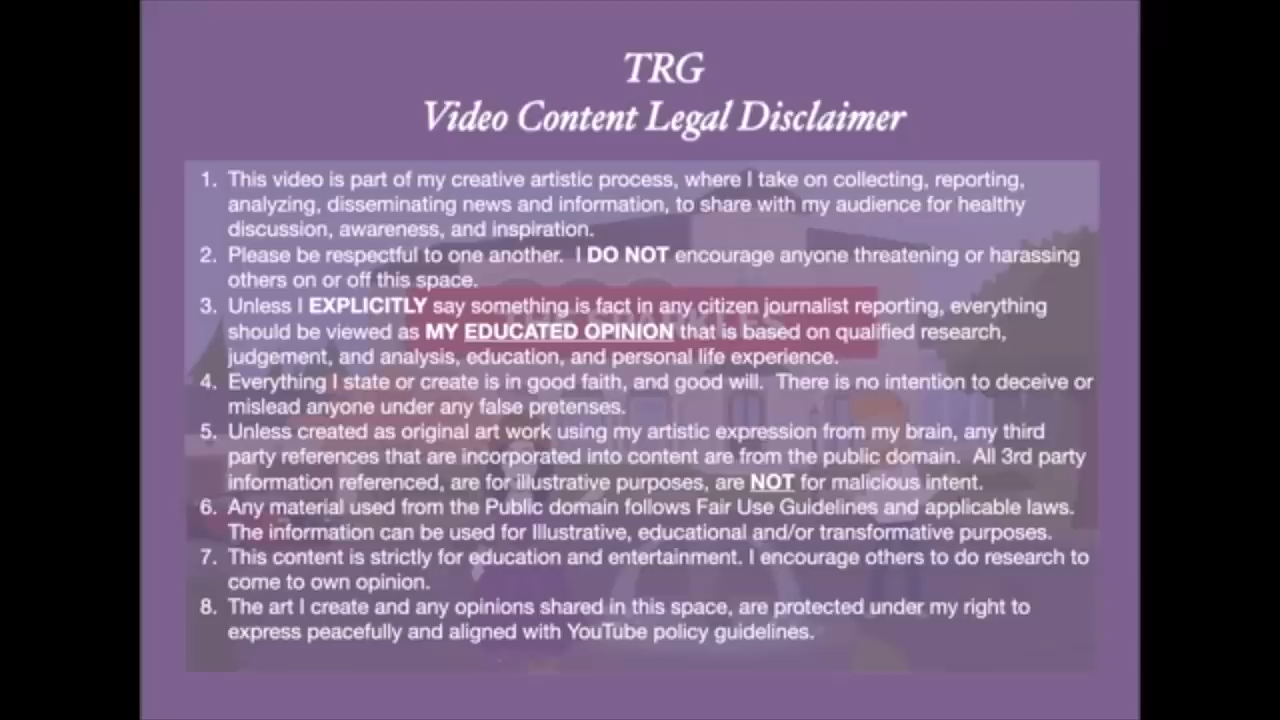 TRG
Video Content Legal Disclaimer
1. This video is part of my creative artistic process, where I take on collecting, reporting,
analyzing, disseminating news and information, to share with my audience for healthy
discussion, awareness, and inspiration.
2. Please be respectful to one another. I DO NOT encourage anyone threatening or harassing
others on or off this space.
3. Unless I EXPLICITLY say something is fact in any citizen journalist reporting, everything
should be viewed as MY EDUCATED OPINION that is based on qualified research,
judgement, and analysis, education, and personal life experience.
4. Everything I state or create is in good faith, and good will. There is no intention to deceive or
mislead anyone under any false pretenses.
5. Unless created as original art work using my artistic expression from my brain, any third
party references that are incorporated into content are from the public domain. All 3rd party
information referenced, are for illustrative purposes, are NOT for malicious intent.
6. Any material used from the Public domain follows Fair Use Guidelines and applicable laws.
The information can be used for Illustrative, educational and/or transformative purposes.
7. This content is strictly for education and entertainment. I encourage others to do research to
come to own opinion.
8. The art I create and any opinions shared in this space, are protected under my right to
express peacefully and aligned with YouTube policy guidelines.